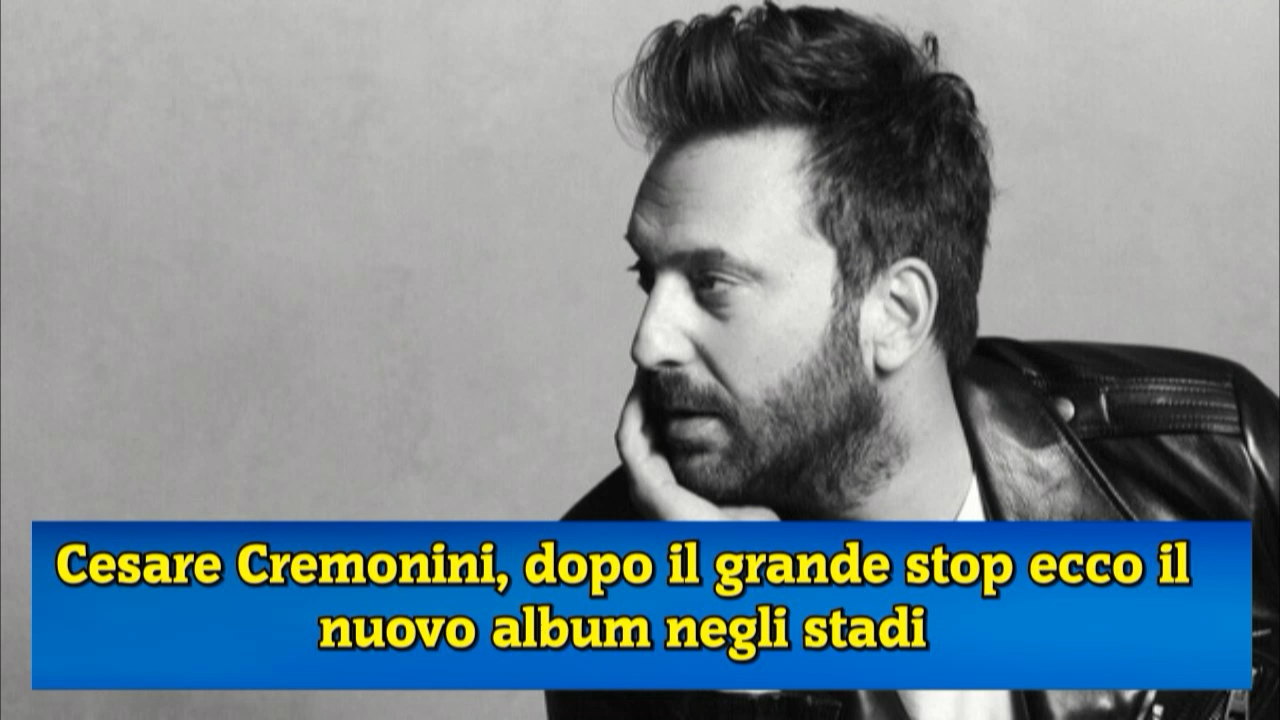 Cesare Cremonini, dopo il grande stop ecco il
nuovo album negli stadi